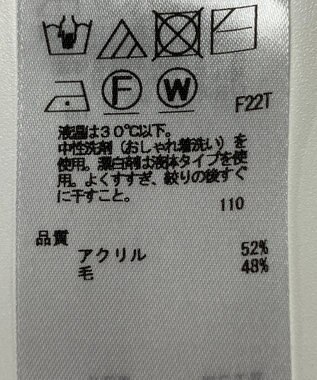 F W
F22T
液温は30℃以下。
中性洗剤(おしゃれ着洗い)を
使用。漂白剤は液体タイプを使
用。よくすすぎ、絞りの後すぐ
に干すこと。
110
品質
アクリル 52%
毛 48%